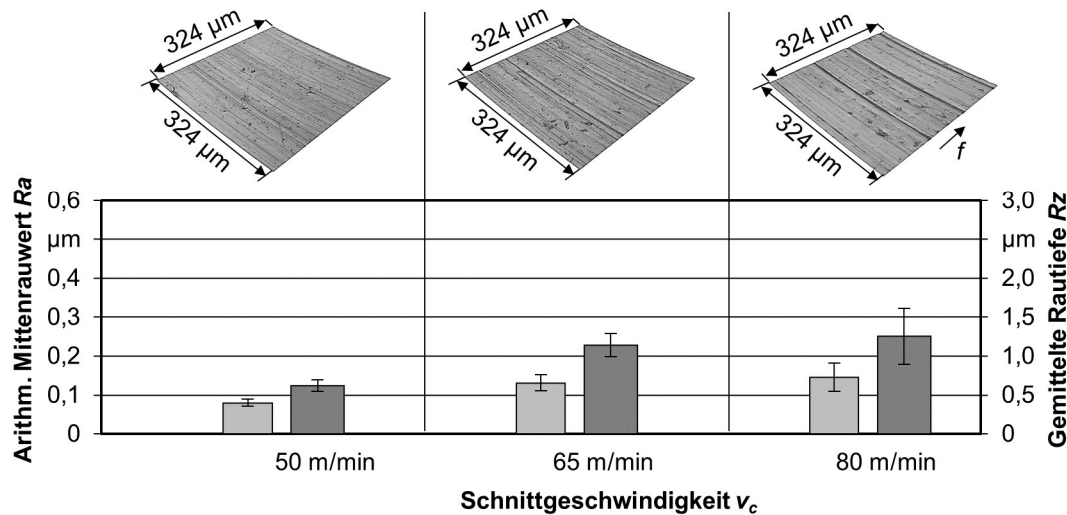 324 µm
324 µm
324 µm
324 µm
324 µm
324 µm
f
Arithm. Mittenrauwert Ra
0,6
µm
0,4
0,3
0,2
0,1
0
3,0
µm
2,0
1,5
1,0
0,5
0
Gemittelte Rautiefe Rz
50 m/min
65 m/min
80 m/min
Schnittgeschwindigkeit vc